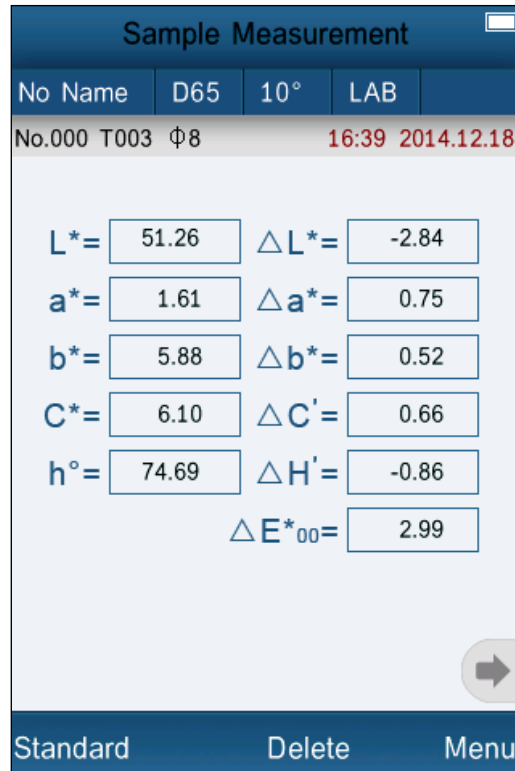 Sample Measurement
No Name D65 10° LAB
No.000 T003 Φ8 16:39 2014.12.18
L*= 51.26 △L*= -2.84
a*= 1.61 △a*= 0.75
b*= 5.88 △b*= 0.52
C*= 6.10 △C'= 0.66
h°= 74.69 △H'= -0.86
△E*00= 2.99
Standard Delete Menu